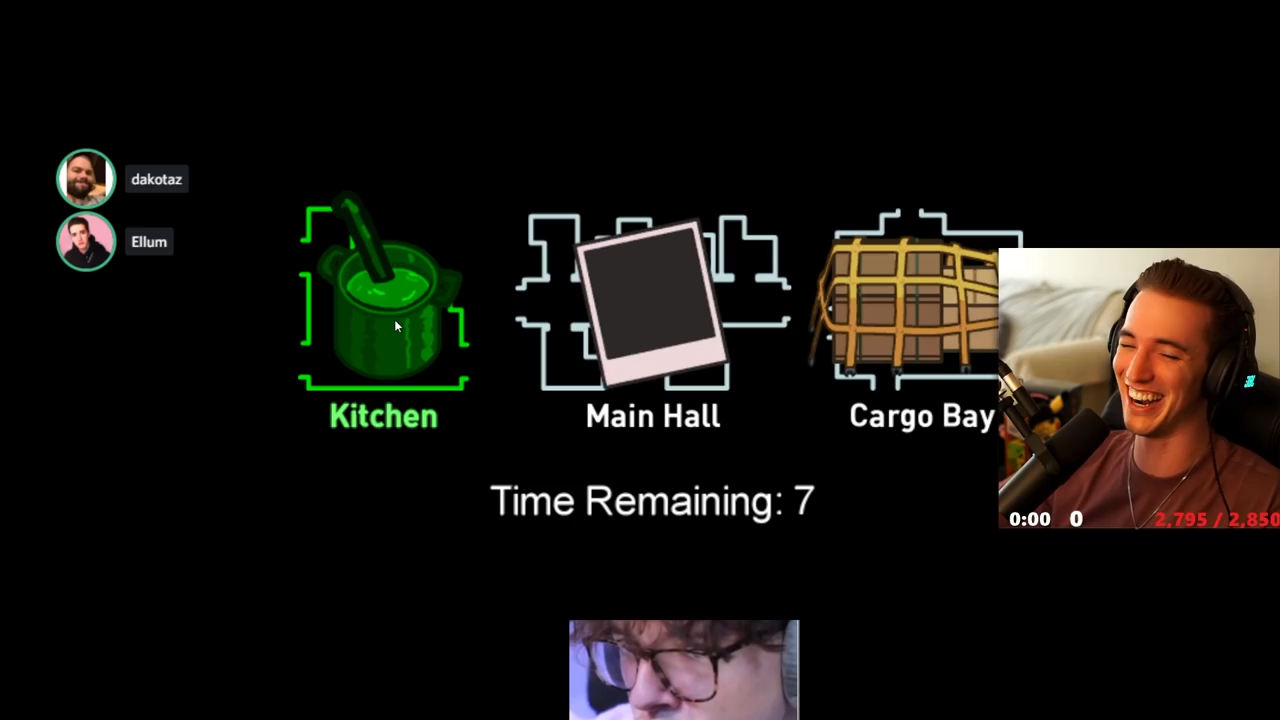 dakotaz
Ellum
Kitchen
Main Hall
Cargo Bay
Time Remaining: 7
0:00 0 2,795 / 2,850